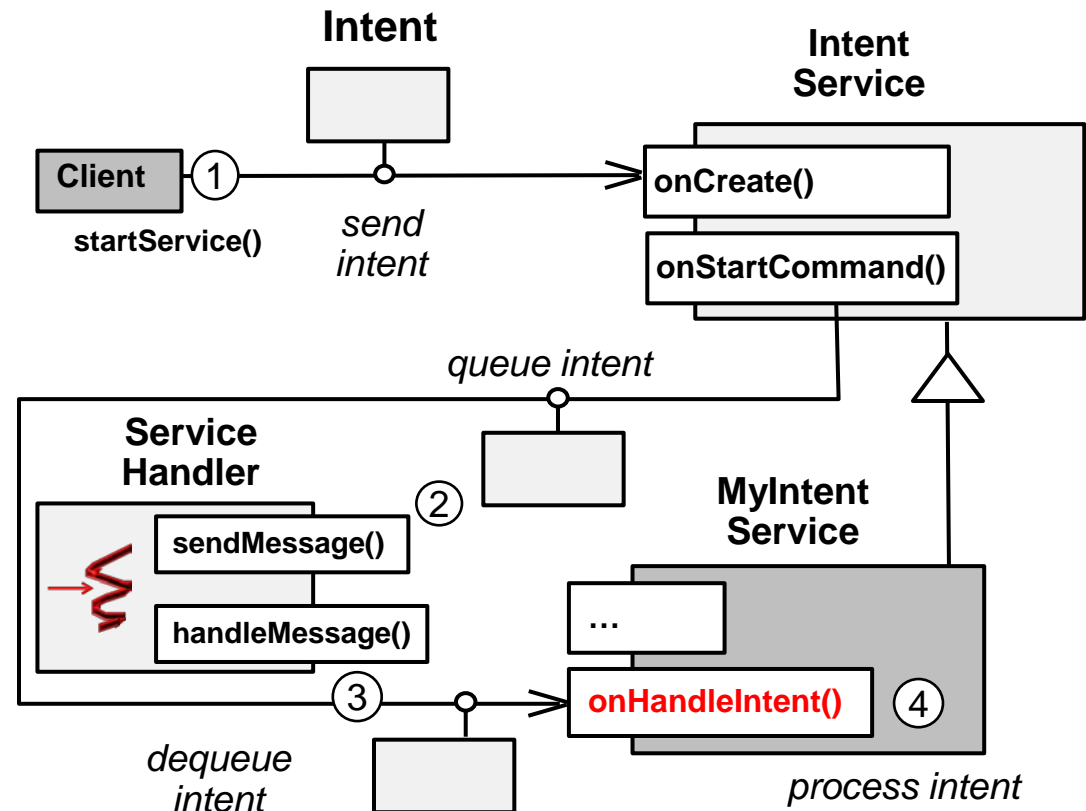 Intent
Intent
Service
Client
1
onCreate()
startService()
send
intent
onStartCommand()
queue intent
Service
Handler
2
MyIntent
Service
sendMessage()
handleMessage()
...
3
onHandleIntent()
4
dequeue
intent
process intent